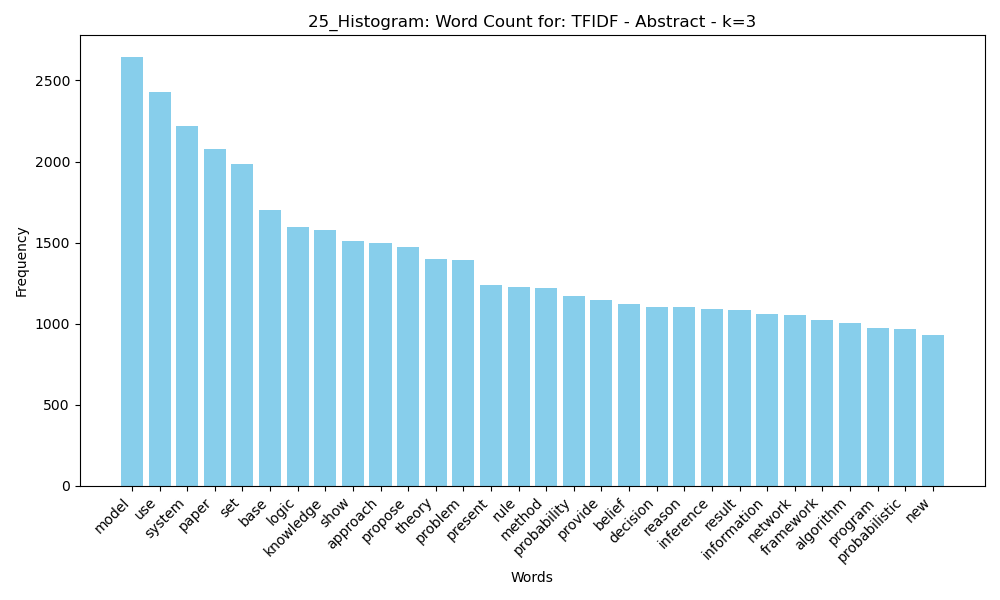 25_Histogram: Word Count for: TFIDF - Abstract - k=3
Frequency
2500
2000
1500
1000
500
0
model
use
system
paper
set
base
logic
knowledge
show
approach
propose
theory
problem
present
rule
method
probability
provide
belief
decision
reason
inference
result
information
network
framework
algorithm
program
probabilistic
new
Words